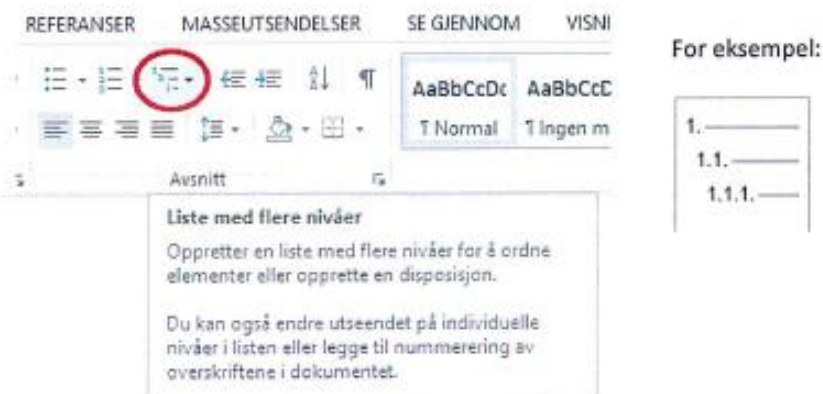 REFERANSER MASSEUTSENDELSER SE GJENNOM VISNI
For eksempel:
AaBbCcDc AaBbCcD
¶ Normal ¶ Ingen m
1.
1.1.
1.1.1.
Avsnitt
Liste med flere nivåer
Oppretter en liste med flere nivåer for å ordne
elementer eller opprette en disposisjon.
Du kan også endre utseendet på individuelle
nivåer i listen eller legge til nummerering av
overskriftene i dokumentet.